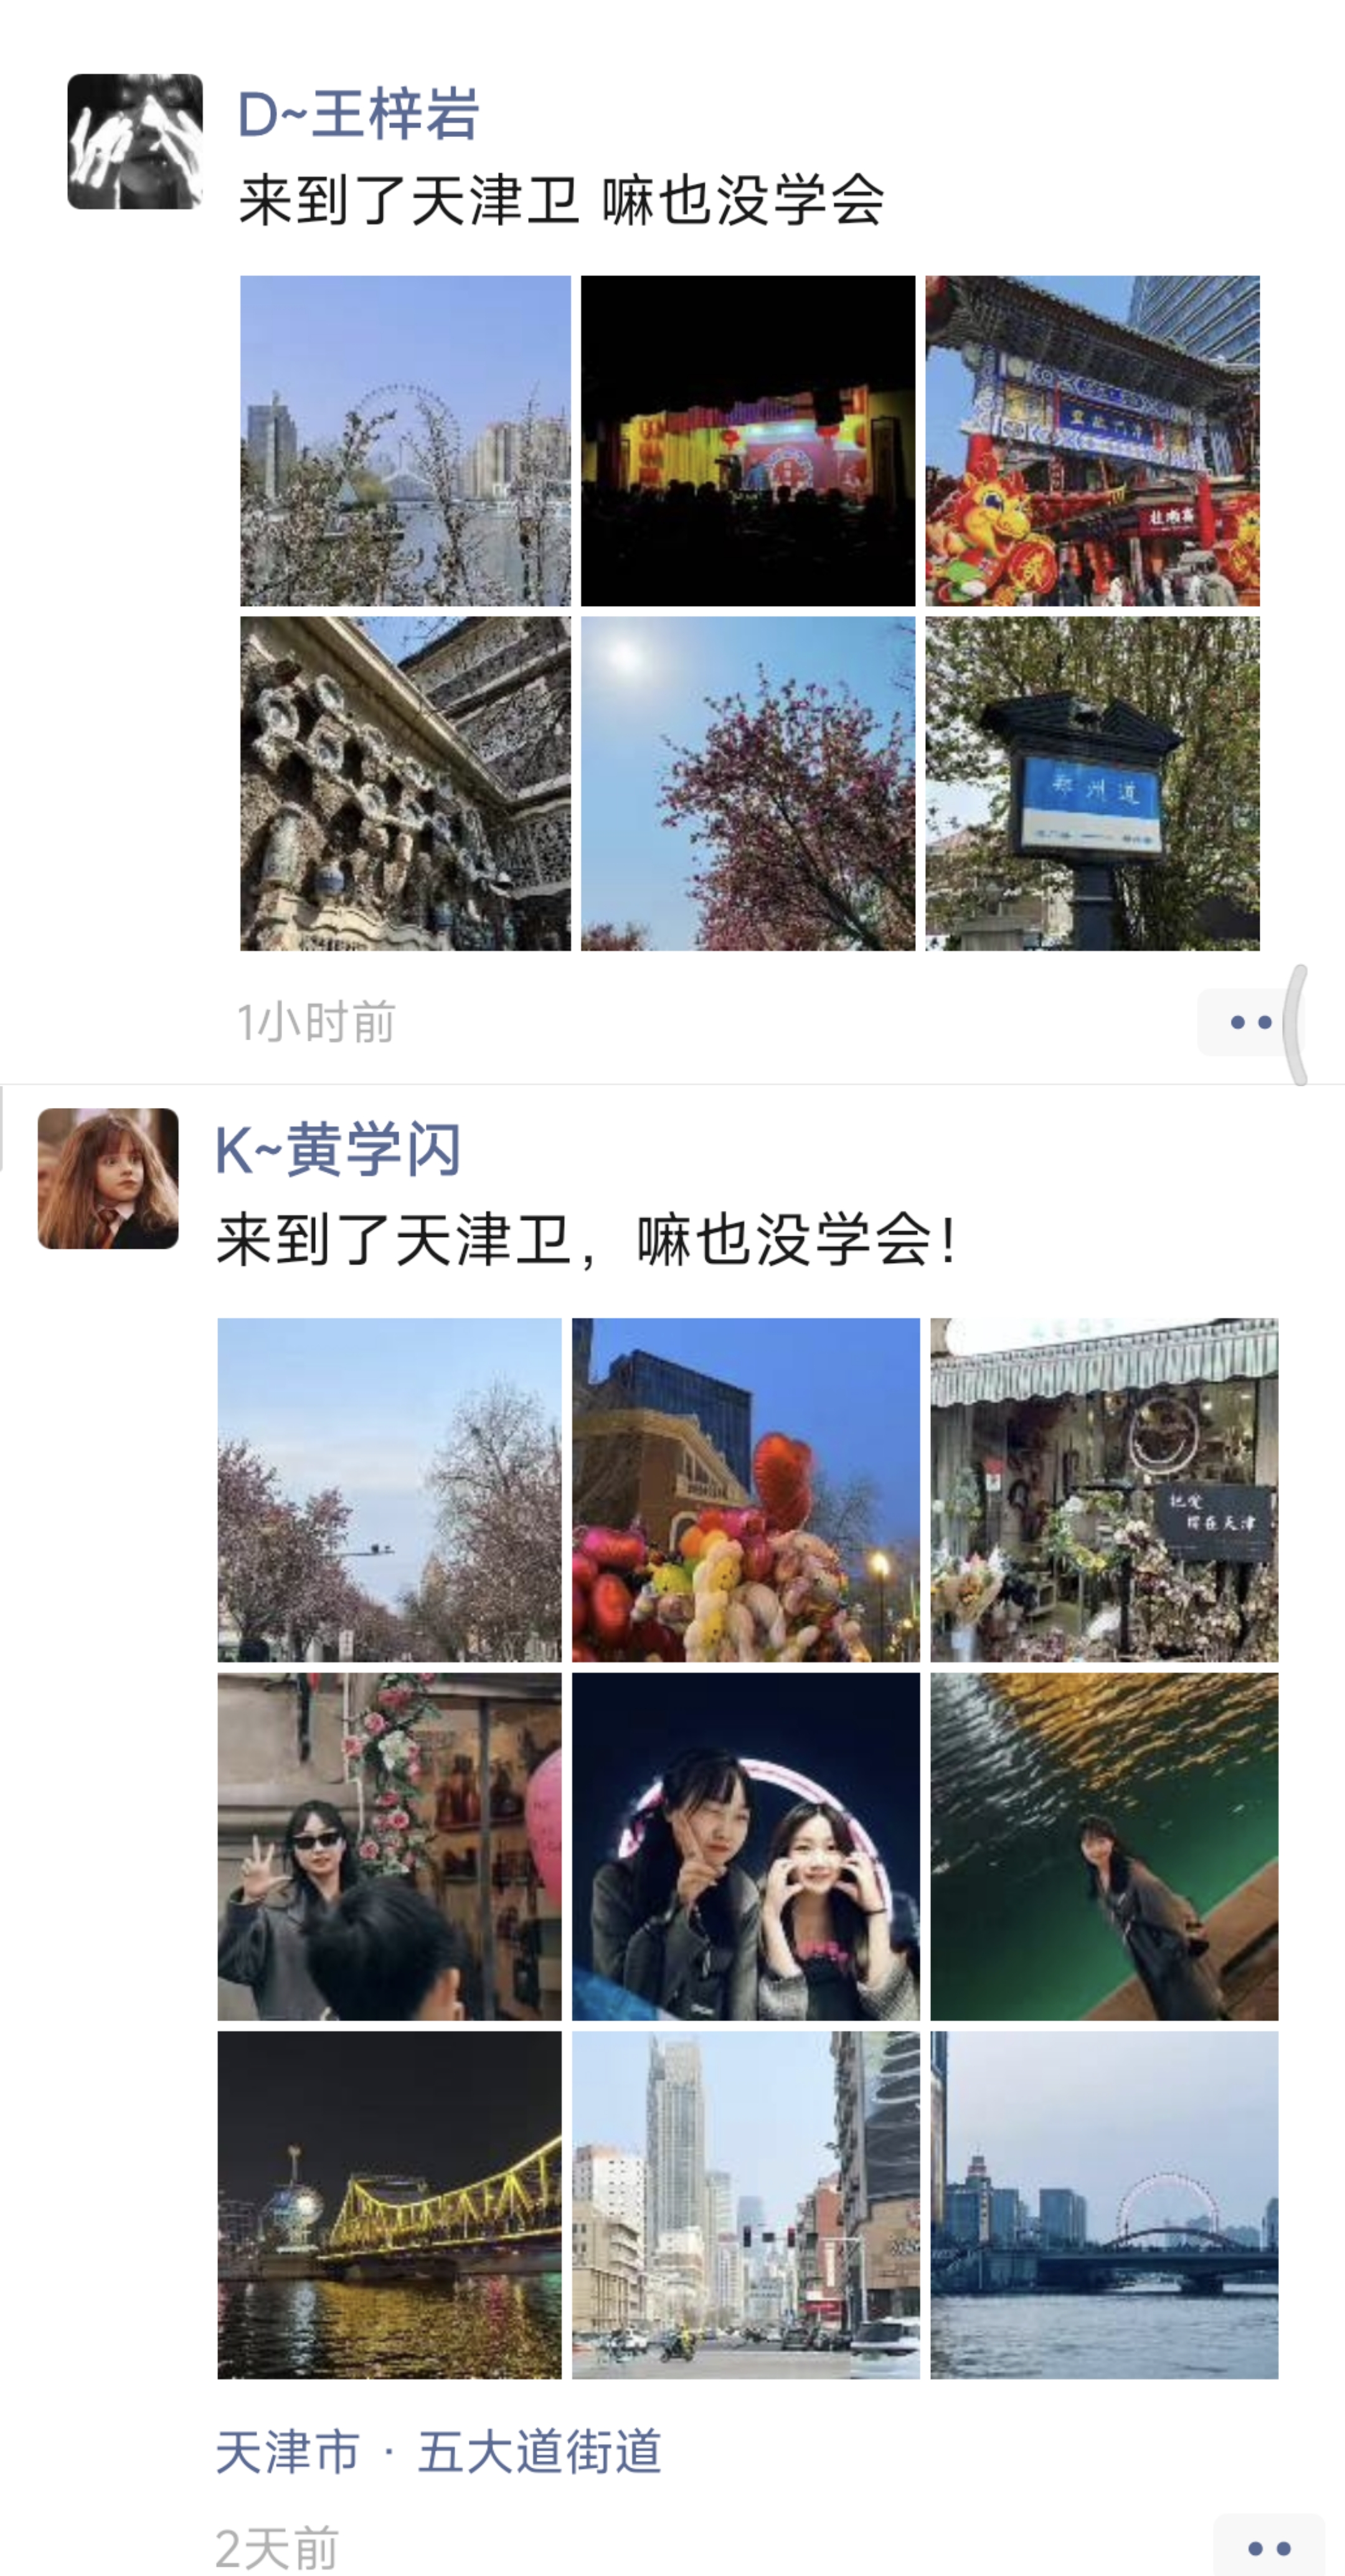 D~王梓岩
来到了天津卫 嘛也没学会
郑州道
1小时前
K~黄学闪
来到了天津卫，嘛也没学会！
把爱
留在天津
天津市 · 五大道街道
2天前